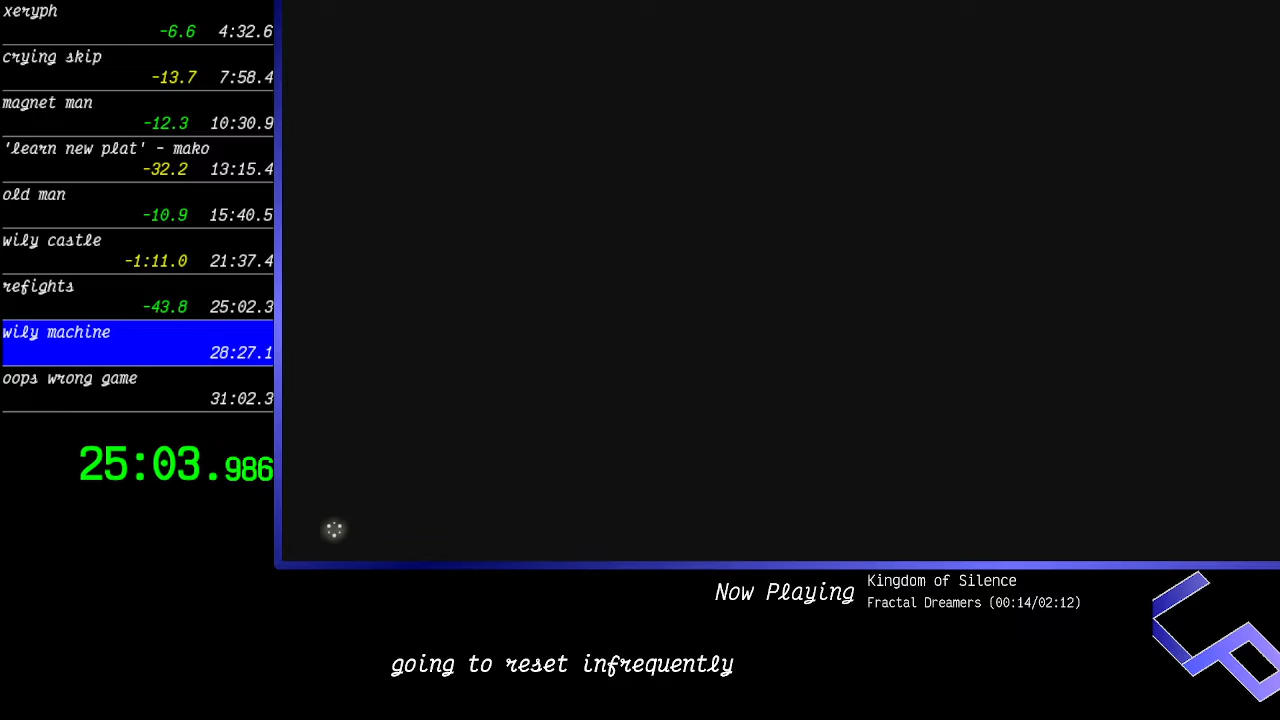 xeryph
-6.6 4:32.6
crying skip
-13.7 7:58.4
magnet man
-12.3 10:30.9
'learn new plat' - mako
-32.2 13:15.4
old man
-10.9 15:40.5
wily castle
-1:11.0 21:37.4
refights
-43.8 25:02.3
wily machine
28:27.1
oops wrong game
31:02.3
25:03.986
Now Playing
Kingdom of Silence
Fractal Dreamers (00:14/02:12)
going to reset infrequently